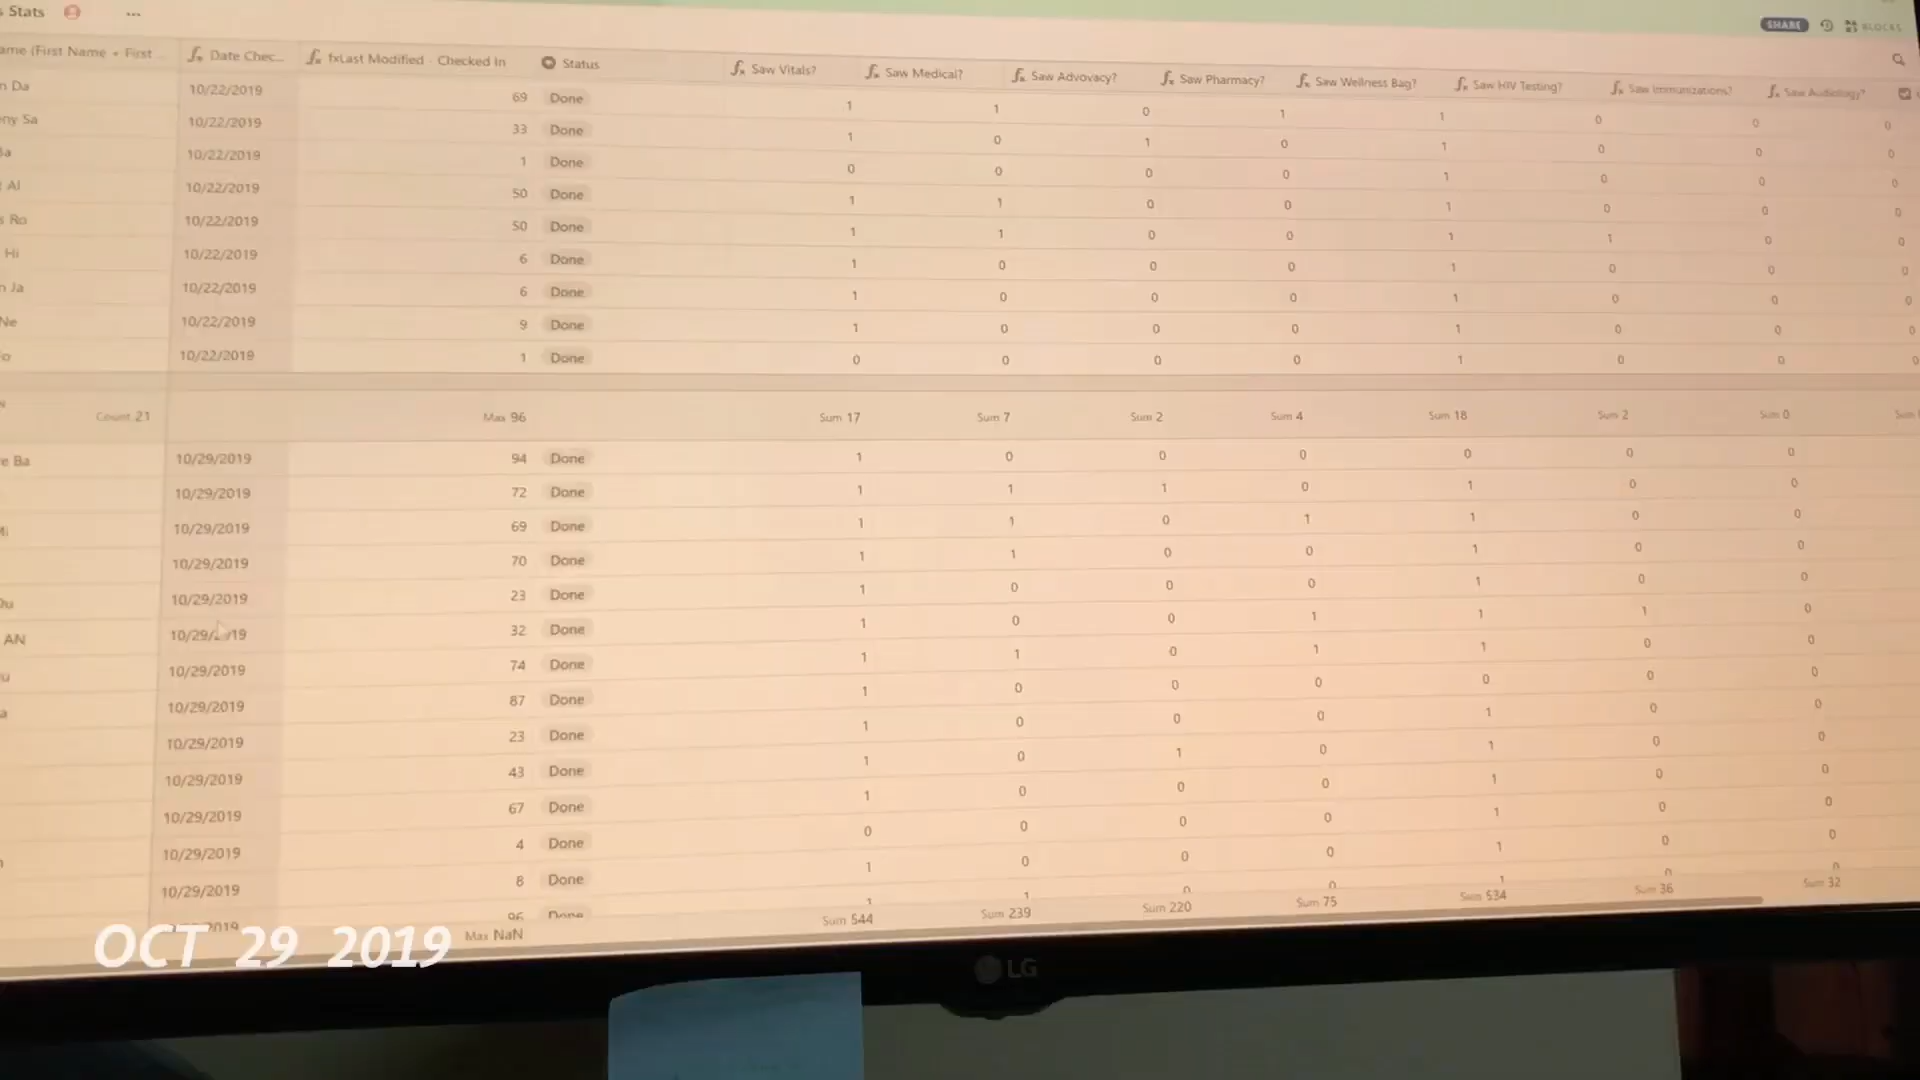 Stats ...
SHARE BLOCKS
ame (First Name + First Date Chec... fxLast Modified - Checked In Status Saw Vitals? Saw Medical? Saw Advovacy? Saw Pharmacy? Saw Wellness Bag? Saw HIV Testing? Saw Immunizations? Saw Audiology?
n Da 10/22/2019 69 Done 1 1 0 1 1 0 0 0
ny Sa 10/22/2019 33 Done 1 0 1 0 1 0 0 0
Ba 10/22/2019 1 Done 0 0 0 0 1 0 0 0
Al 10/22/2019 50 Done 1 1 0 0 1 0 0 0
s Ro 10/22/2019 50 Done 1 1 0 0 1 1 0 0
Hi 10/22/2019 6 Done 1 0 0 0 1 0 0 0
n Ja 10/22/2019 6 Done 1 0 0 0 1 0 0 0
Ne 10/22/2019 9 Done 1 0 0 0 1 0 0 0
o 10/22/2019 1 Done 0 0 0 0 1 0 0 0
Count 21 Max 96 Sum 17 Sum 7 Sum 2 Sum 4 Sum 18 Sum 2 Sum 0 Sum
e Ba 10/29/2019 94 Done 1 0 0 0 0 0 0
10/29/2019 72 Done 1 1 1 0 1 0 0
Mi 10/29/2019 69 Done 1 1 0 1 1 0 0
10/29/2019 70 Done 1 1 0 0 1 0 0
Du 10/29/2019 23 Done 1 0 0 0 1 0 0
AN 10/29/2019 32 Done 1 0 0 1 1 1 0
u 10/29/2019 74 Done 1 1 0 1 1 0 0
a 10/29/2019 87 Done 1 0 0 0 0 0 0
10/29/2019 23 Done 1 0 0 0 1 0 0
10/29/2019 43 Done 1 0 1 0 1 0 0
10/29/2019 67 Done 1 0 0 0 1 0 0
10/29/2019 4 Done 0 0 0 0 1 0 0
10/29/2019 8 Done 1 0 0 0 1 0 0
2019 96 Done 1 1 0 0 1 0 0
Max NaN Sum 544 Sum 239 Sum 220 Sum 75 Sum 534 Sum 36 Sum 32
OCT 29 2019
LG